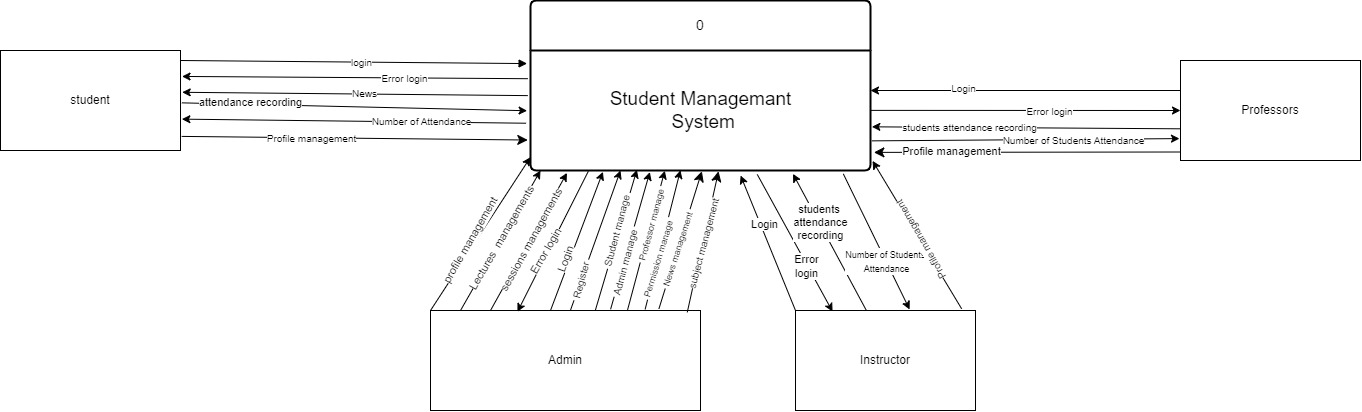 0
Student Managemant
System
student
login
Error login
News
attendance recording
Number of Attendance
Profile management
Professors
Login
Error login
students attendance recording
Number of Students Attendance
Profile management
profile management
Lectures managements
sessions managements
Error login
Login
Register
Student manage
Admin manage
Professor manage
Permission manage
News management
subject management
Admin
Login
Error
login
students
attendance
recording
Number of Students
Attendance
Profile management
Instructor